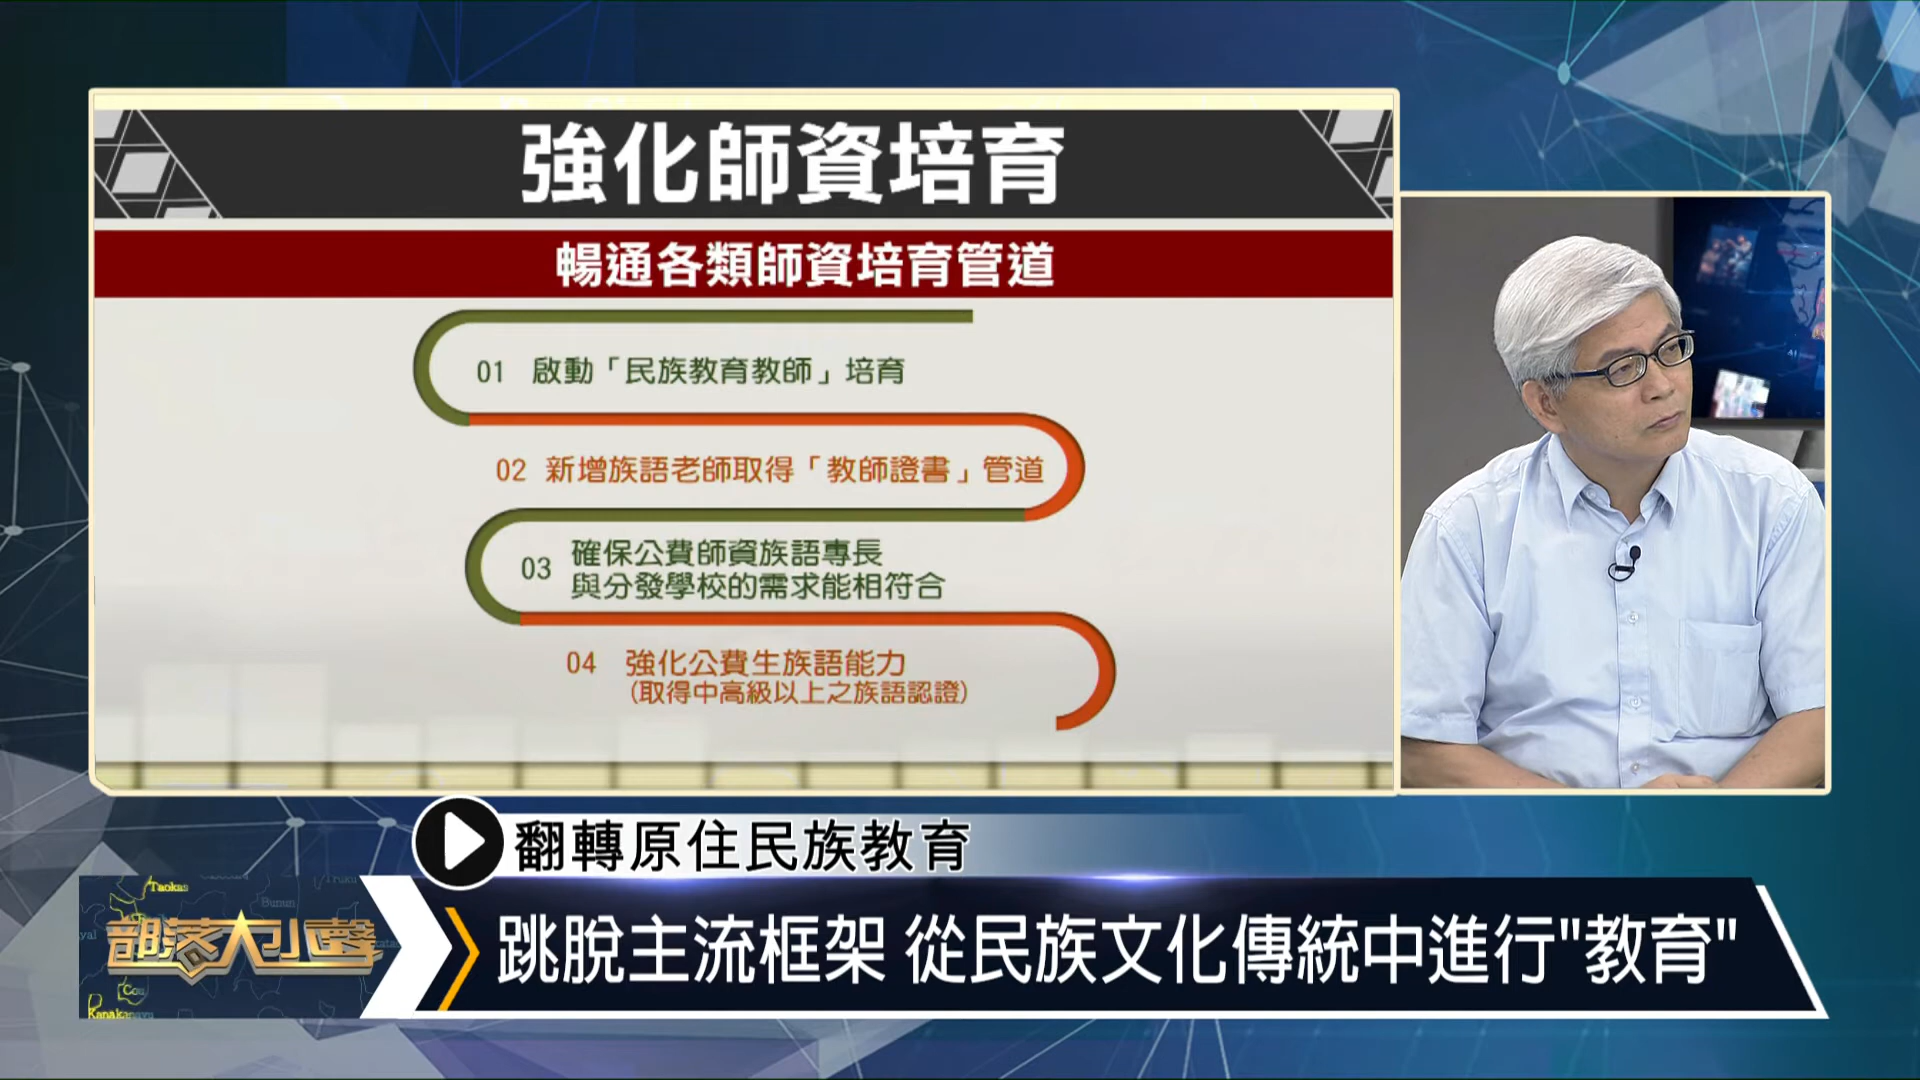 強化師資培育
暢通各類師資培育管道
01 啟動「民族教育教師」培育
02 新增族語老師取得「教師證書」管道
03 確保公費師資族語專長
與分發學校的需求能相符合
04 強化公費生族語能力
(取得中高級以上之族語認證)
翻轉原住民族教育
Taokas
Bunun
部落大小聲
Kanakanavu
跳脫主流框架 從民族文化傳統中進行"教育"